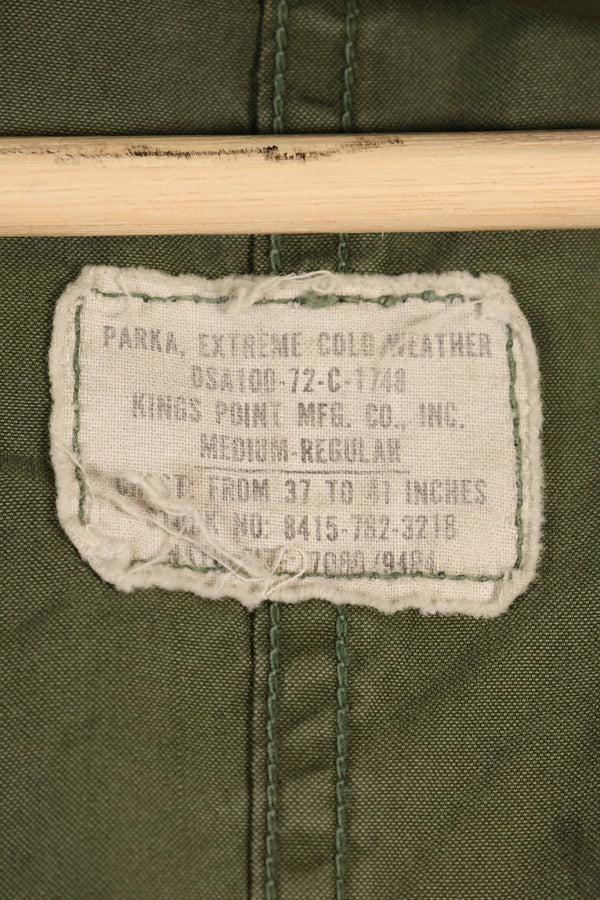 PARKA, EXTREME COLD WEATHER
DSA100-72-C-1748
KINGS POINT MFG. CO., INC.
MEDIUM-REGULAR
FROM 37 TO 41 INCHES
NO: 8415-782-3218
7080/9484.